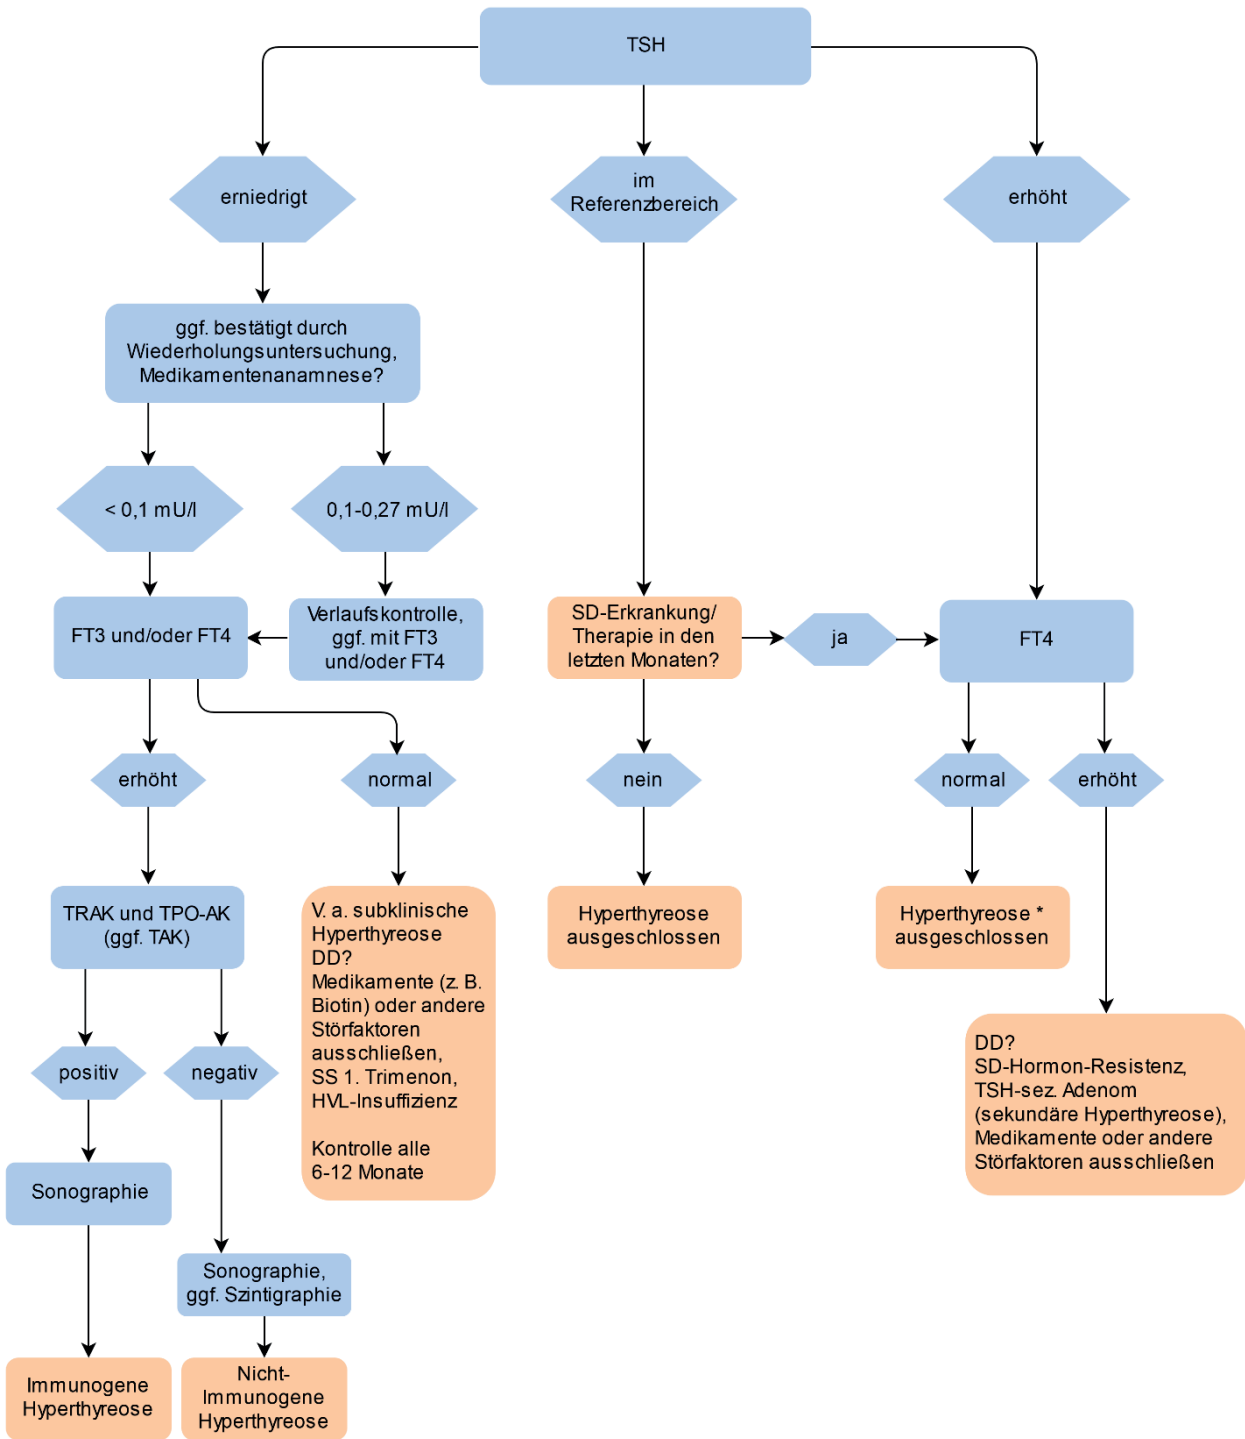 TSH
erniedrigt
im
Referenzbereich
erhöht
ggf. bestätigt durch
Wiederholungsuntersuchung,
Medikamentenanamnese?
< 0,1 mU/l
0,1-0,27 mU/l
FT3 und/oder FT4
Verlaufskontrolle,
ggf. mit FT3
und/oder FT4
SD-Erkrankung/
Therapie in den
letzten Monaten?
ja
FT4
erhöht
normal
nein
normal
erhöht
TRAK und TPO-AK
(ggf. TAK)
V. a. subklinische
Hyperthyreose
DD?
Medikamente (z. B.
Biotin) oder andere
Störfaktoren
ausschließen,
SS 1. Trimenon,
HVL-Insuffizienz
Kontrolle alle
6-12 Monate
Hyperthyreose
ausgeschlossen
Hyperthyreose *
ausgeschlossen
DD?
SD-Hormon-Resistenz,
TSH-sez. Adenom
(sekundäre Hyperthyreose),
Medikamente oder andere
Störfaktoren ausschließen
positiv
negativ
Sonographie
Sonographie,
ggf. Szintigraphie
Immunogene
Hyperthyreose
Nicht-
Immunogene
Hyperthyreose